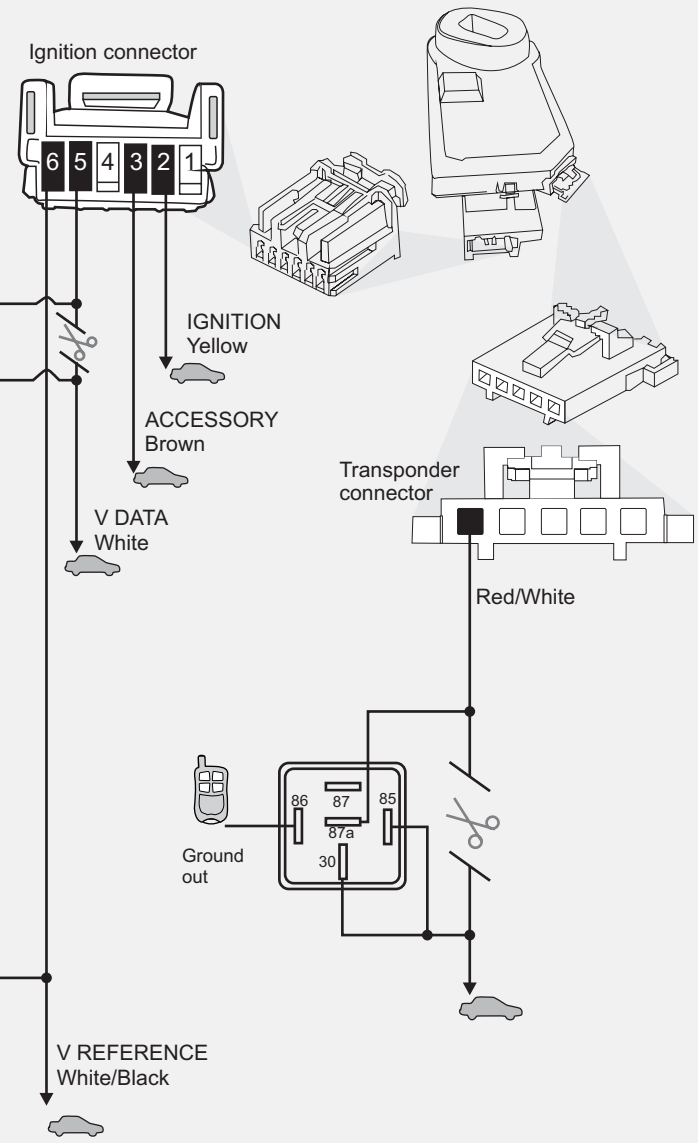 Ignition connector
6 5 4 3 2 1
IGNITION
Yellow
ACCESSORY
Brown
V DATA
White
Transponder
connector
Red/White
86
87
85
87a
30
Ground
out
V REFERENCE
White/Black